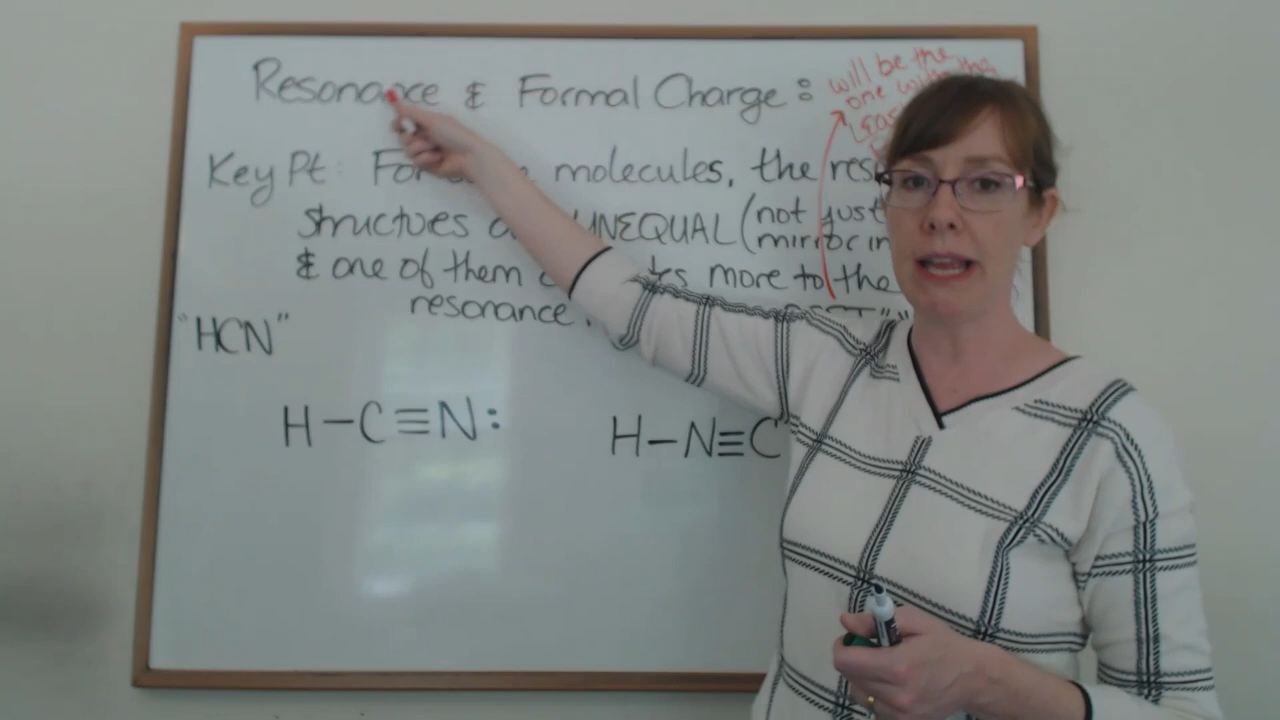 Resonance & Formal Charge:
will be the
one with the
Key Pt: For molecules, the
structues UNEQUAL (not just
mirror
& one of them more to the
resonance
"HCN"
H-C≡N:
H-N≡C